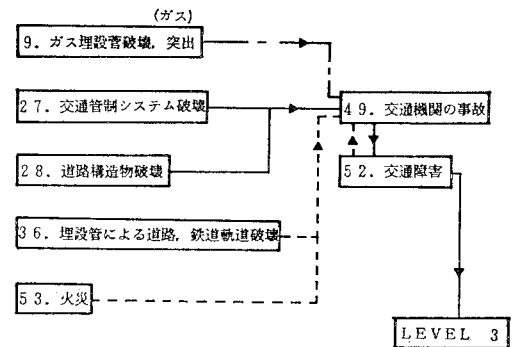 (ガス)
9. ガス埋設菅破壊, 突出
27. 交通管制システム破壊
49. 交通機関の事故
28. 道路構造物破壊
52. 交通障害
36. 埋設管による道路, 鉄道軌道破壊
53. 火災
LEVEL 3